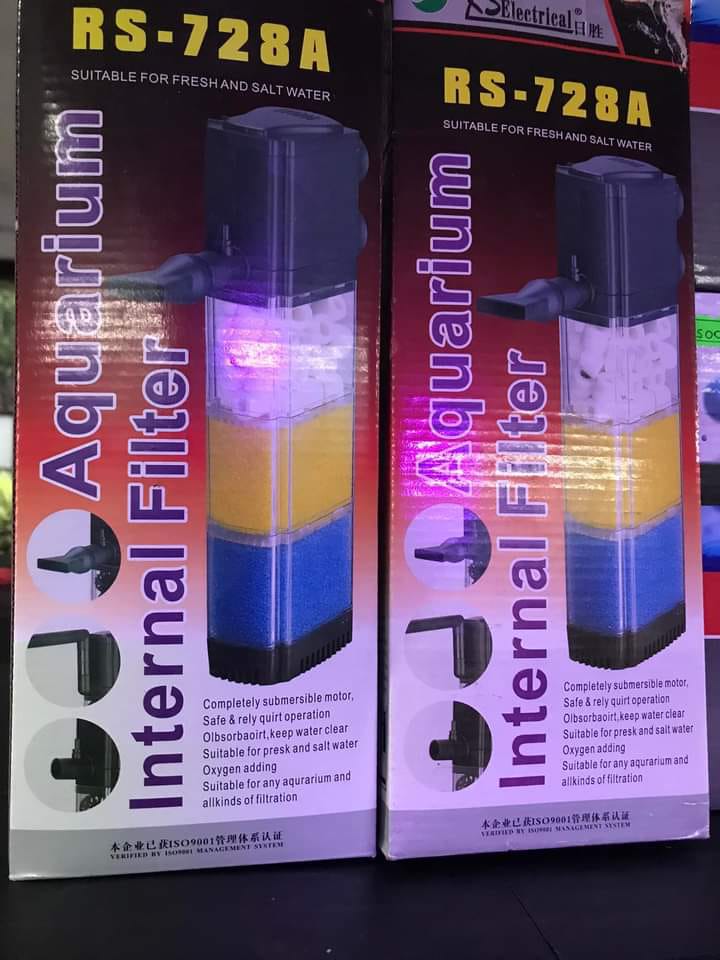 RS-728A
SUITABLE FOR FRESH AND SALT WATER
Aquarium
Internal Filter
Completely submersible motor,
Safe & rely quirt operation
Olbsorbaoirt,keep water clear
Suitable for presk and salt water
Oxygen adding
Suitable for any aqurarium and
allkinds of filtration
本企业已获ISO9001管理体系认证
VERIFIED BY ISO9001 MANAGEMENT SYSTEM
RS Electrical® 日胜
RS-728A
SUITABLE FOR FRESH AND SALT WATER
Aquarium
Internal Filter
Completely submersible motor,
Safe & rely quirt operation
Olbsorbaoirt,keep water clear
Suitable for presk and salt water
Oxygen adding
Suitable for any aqurarium and
allkinds of filtration
本企业已获ISO9001管理体系认证
VERIFIED BY ISO9001 MANAGEMENT SYSTEM